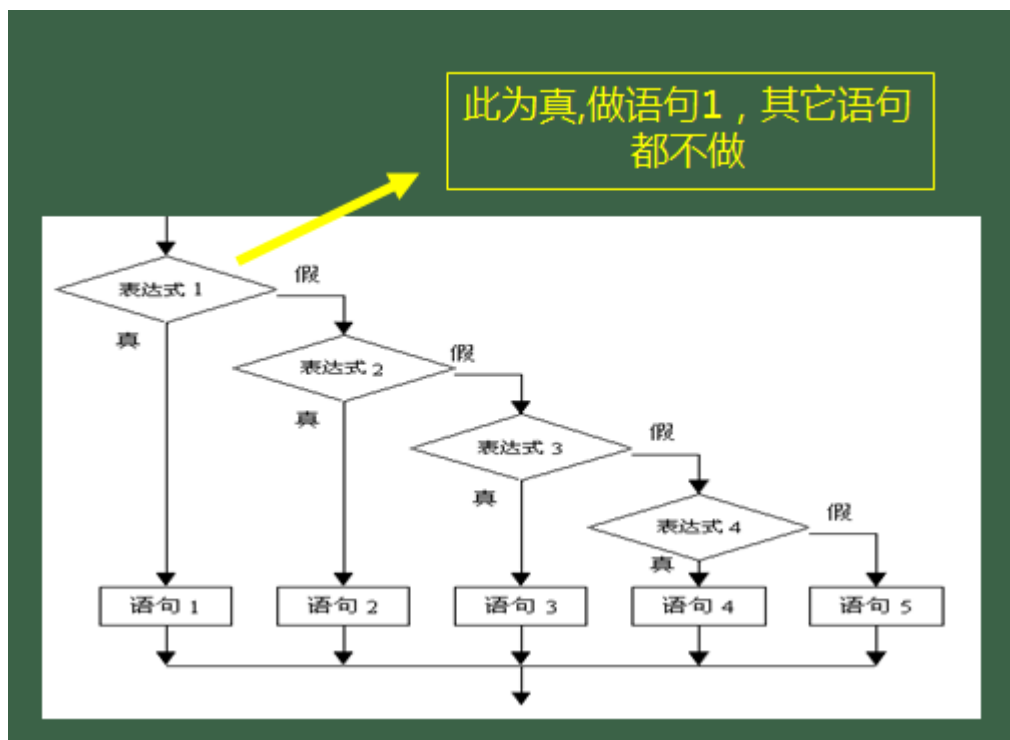 此为真,做语句1，其它语句
都不做
表达式 1
假
真
表达式 2
假
真
表达式 3
假
真
表达式 4
假
真
语句 1
语句 2
语句 3
语句 4
语句 5